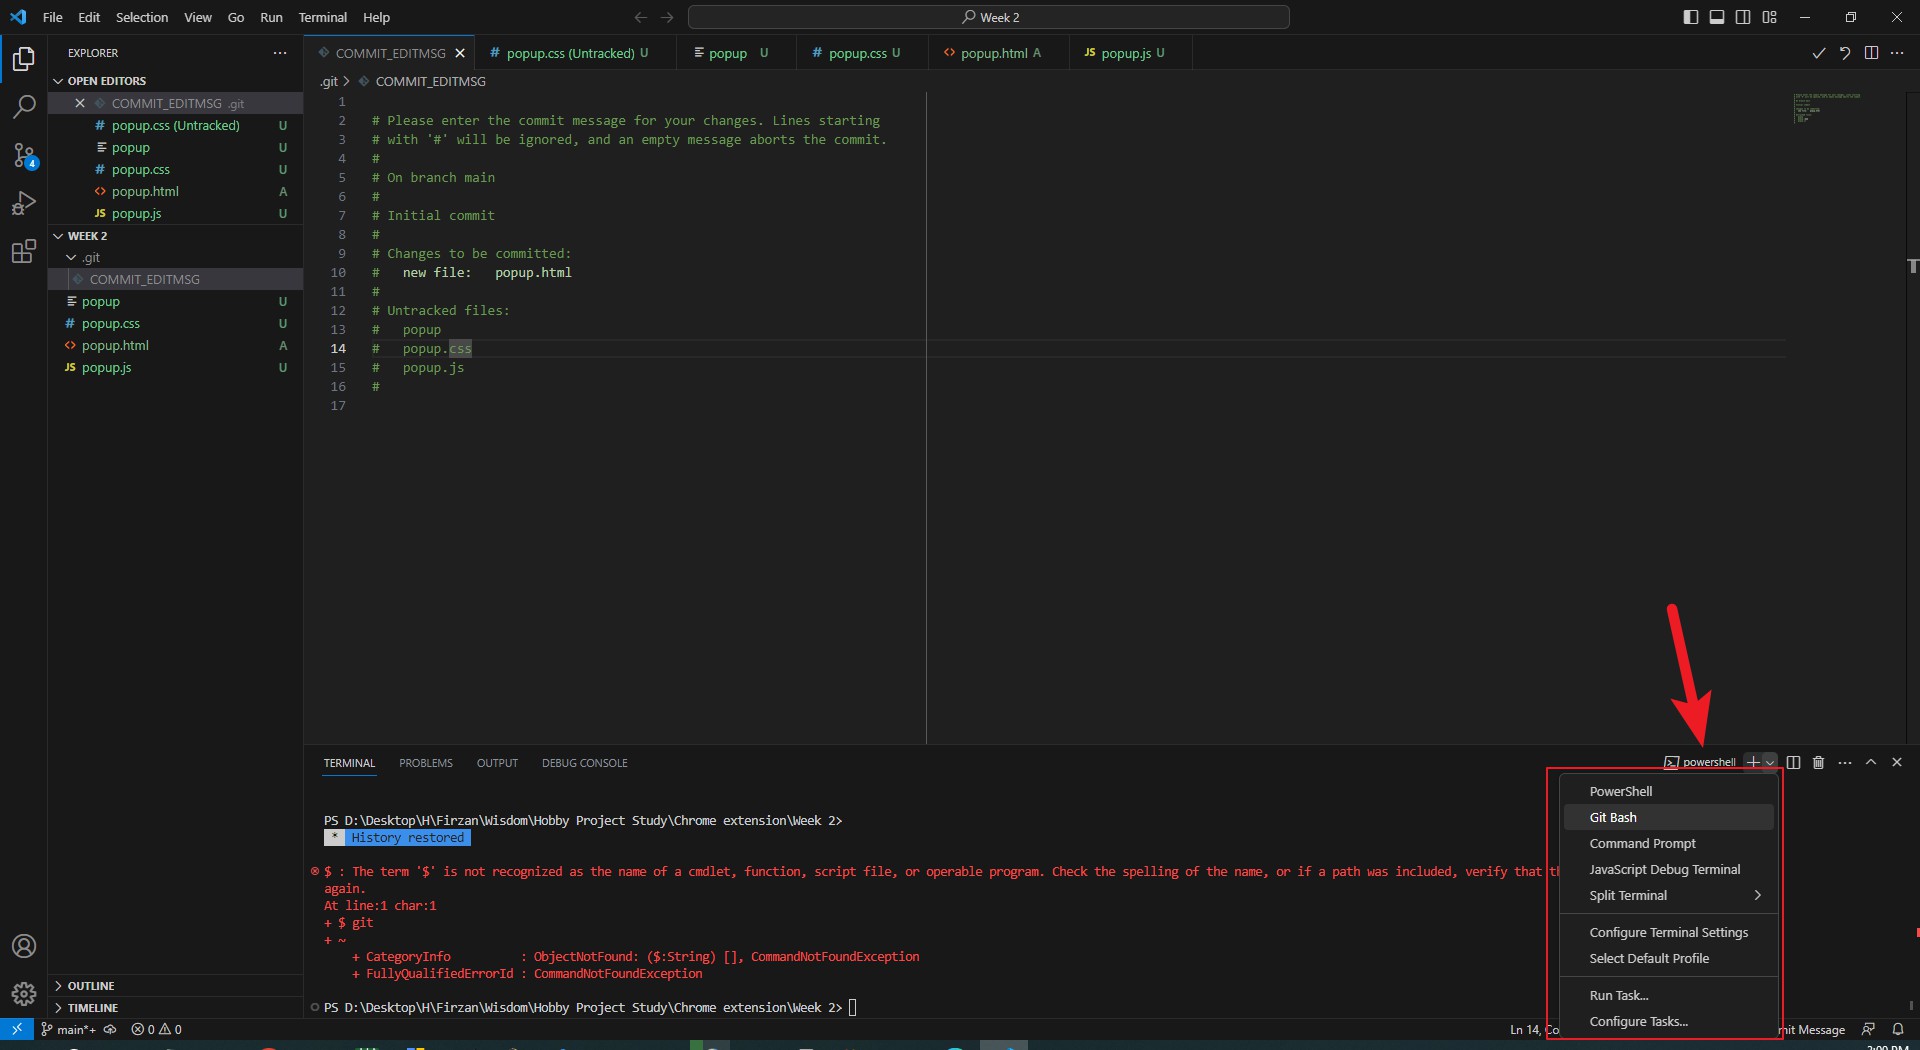 File Edit Selection View Go Run Terminal Help
Week 2
EXPLORER
OPEN EDITORS
COMMIT_EDITMSG .git
# popup.css (Untracked) U
popup U
# popup.css U
<> popup.html A
JS popup.js U
WEEK 2
.git
COMMIT_EDITMSG
popup U
# popup.css U
<> popup.html A
JS popup.js U
OUTLINE
TIMELINE
4
COMMIT_EDITMSG
# popup.css (Untracked) U
popup U
# popup.css U
<> popup.html A
JS popup.js U
.git > COMMIT_EDITMSG
1
2 # Please enter the commit message for your changes. Lines starting
3 # with '#' will be ignored, and an empty message aborts the commit.
4 #
5 # On branch main
6 #
7 # Initial commit
8 #
9 # Changes to be committed:
10 # new file: popup.html
11 #
12 # Untracked files:
13 # popup
14 # popup.css
15 # popup.js
16 #
17
TERMINAL PROBLEMS OUTPUT DEBUG CONSOLE
powershell
PS D:\Desktop\H\Firzan\Wisdom\Hobby Project Study\Chrome extension\Week 2>
* History restored
$ : The term '$' is not recognized as the name of a cmdlet, function, script file, or operable program. Check the spelling of the name, or if a path was included, verify that
again.
At line:1 char:1
+ $ git
+ ~
+ CategoryInfo : ObjectNotFound: ($:String) [], CommandNotFoundException
+ FullyQualifiedErrorId : CommandNotFoundException
PS D:\Desktop\H\Firzan\Wisdom\Hobby Project Study\Chrome extension\Week 2>
PowerShell
Git Bash
Command Prompt
JavaScript Debug Terminal
Split Terminal
Configure Terminal Settings
Select Default Profile
Run Task...
Configure Tasks...
main*+ 0 0
Ln 14, Co
mit Message